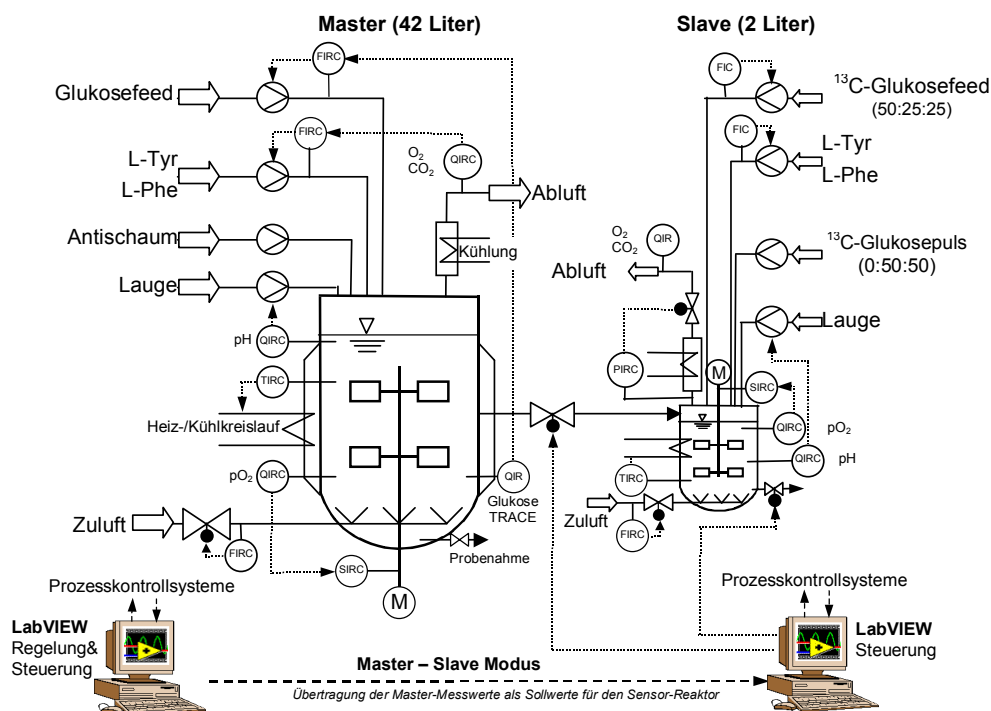 Master (42 Liter)
Slave (2 Liter)
FIRC
Glukosefeed
FIRC
L-Tyr
L-Phe
O2
CO2
QIRC
Abluft
Antischaum
Kühlung
Lauge
pH
QIRC
TIRC
Heiz-/Kühlkreislauf
pO2
QIRC
QIR
Glukose
TRACE
Zuluft
FIRC
Probenahme
SIRC
M
FIC
13C-Glukosefeed
(50:25:25)
FIC
L-Tyr
L-Phe
O2
CO2
QIR
Abluft
13C-Glukosepuls
(0:50:50)
Lauge
PIRC
M
SIRC
QIRC
pO2
QIRC
pH
TIRC
Zuluft
FIRC
Prozesskontrollsysteme
LabVIEW
Regelung&
Steuerung
Prozesskontrollsysteme
LabVIEW
Steuerung
Master – Slave Modus
Übertragung der Master-Messwerte als Sollwerte für den Sensor-Reaktor